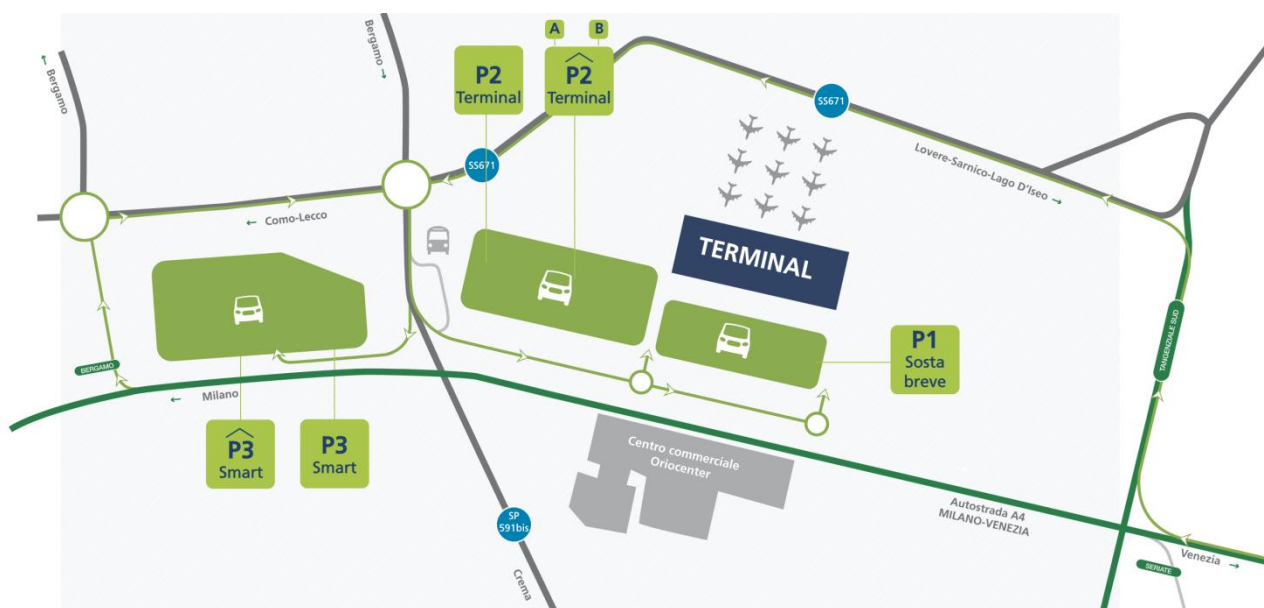 Bergamo
Bergamo
A
B
P2
Terminal
P2
Terminal
SS671
SS671
Lovere-Sarnico-Lago D'Iseo
Como-Lecco
TERMINAL
P1
Sosta
breve
TANGENZIALE SUD
BERGAMO
Milano
P3
Smart
P3
Smart
Centro commerciale
Oriocenter
SP
591bis
Crema
Autostrada A4
MILANO-VENEZIA
Venezia
SERIATE